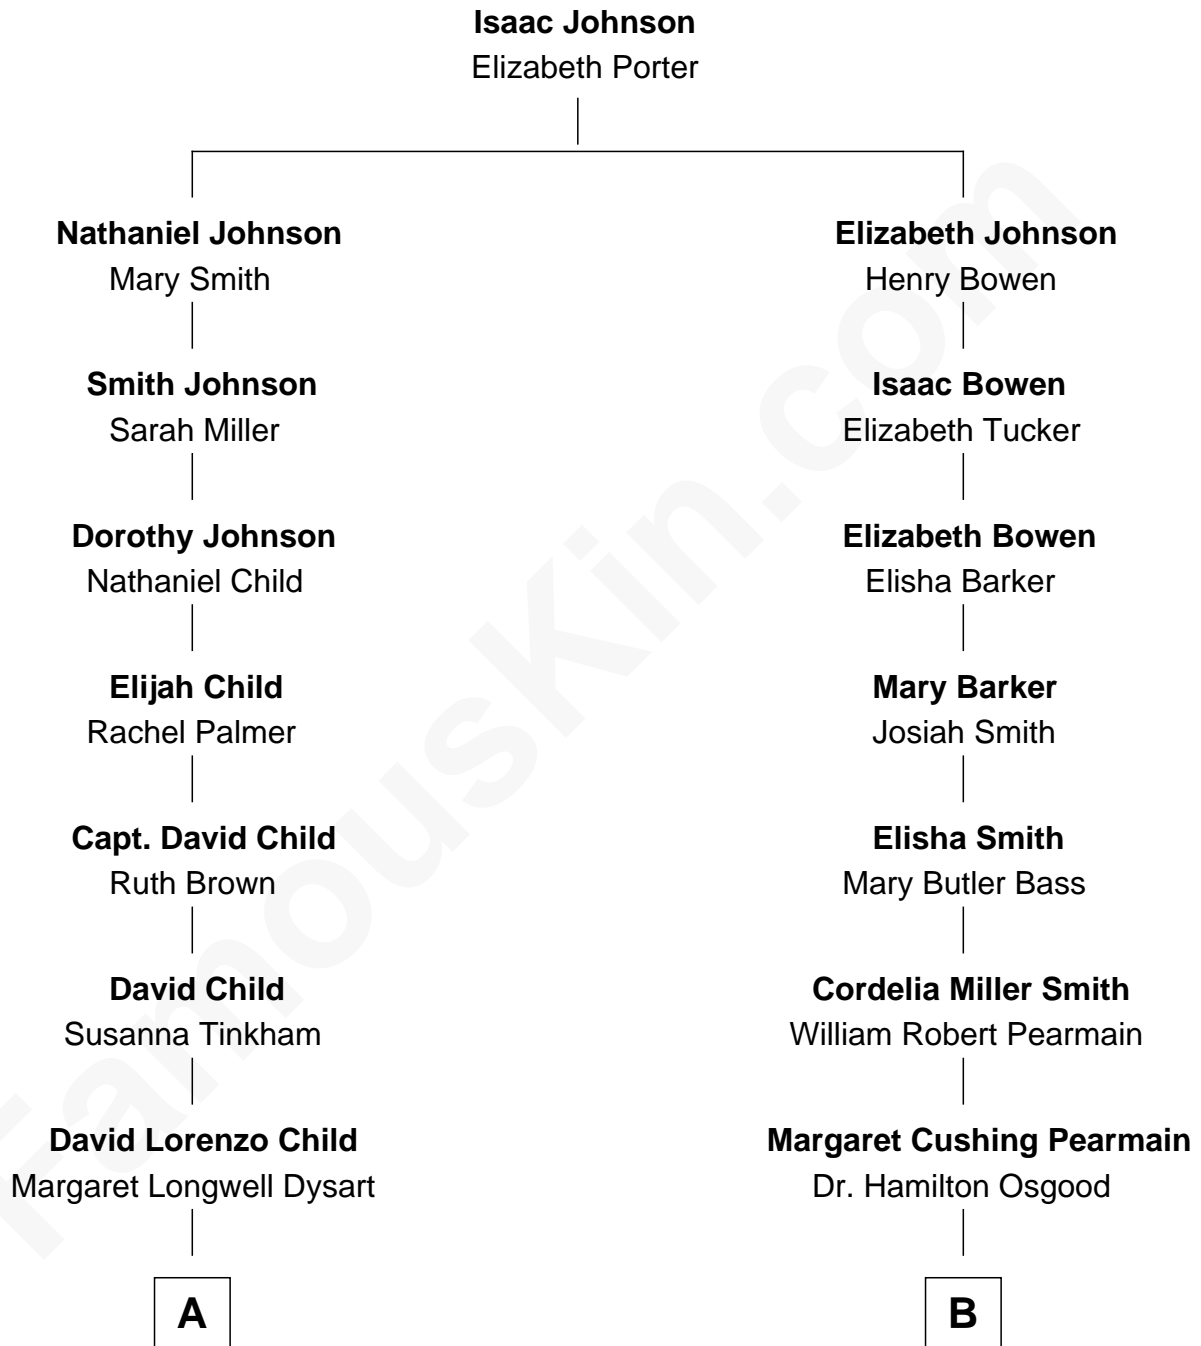 Isaac Johnson
Elizabeth Porter
Nathaniel Johnson
Mary Smith
Smith Johnson
Sarah Miller
Dorothy Johnson
Nathaniel Child
Elijah Child
Rachel Palmer
Capt. David Child
Ruth Brown
David Child
Susanna Tinkham
David Lorenzo Child
Margaret Longwell Dysart
A
Elizabeth Johnson
Henry Bowen
Isaac Bowen
Elizabeth Tucker
Elizabeth Bowen
Elisha Barker
Mary Barker
Josiah Smith
Elisha Smith
Mary Butler Bass
Cordelia Miller Smith
William Robert Pearmain
Margaret Cushing Pearmain
Dr. Hamilton Osgood
B
FamousKin.com